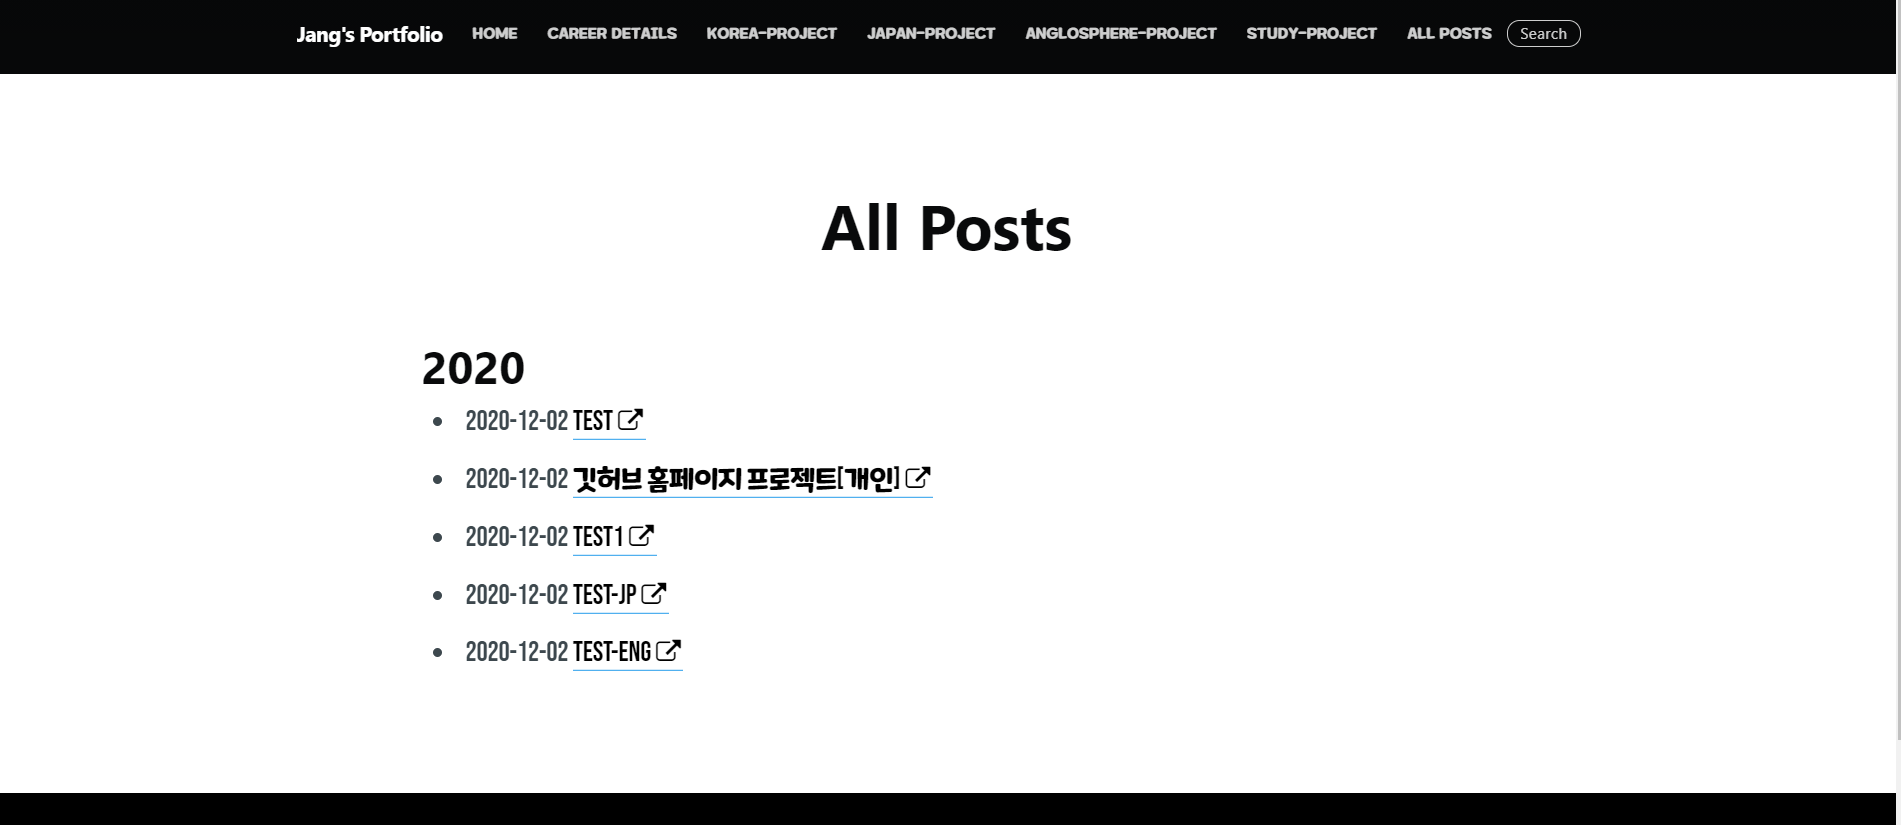 Jang's Portfolio HOME CAREER DETAILS KOREA-PROJECT JAPAN-PROJECT ANGLOSPHERE-PROJECT STUDY-PROJECT ALL POSTS Search
All Posts
2020
2020-12-02 TEST
2020-12-02 깃허브 홈페이지 프로젝트[개인]
2020-12-02 TEST1
2020-12-02 TEST-JP
2020-12-02 TEST-ENG